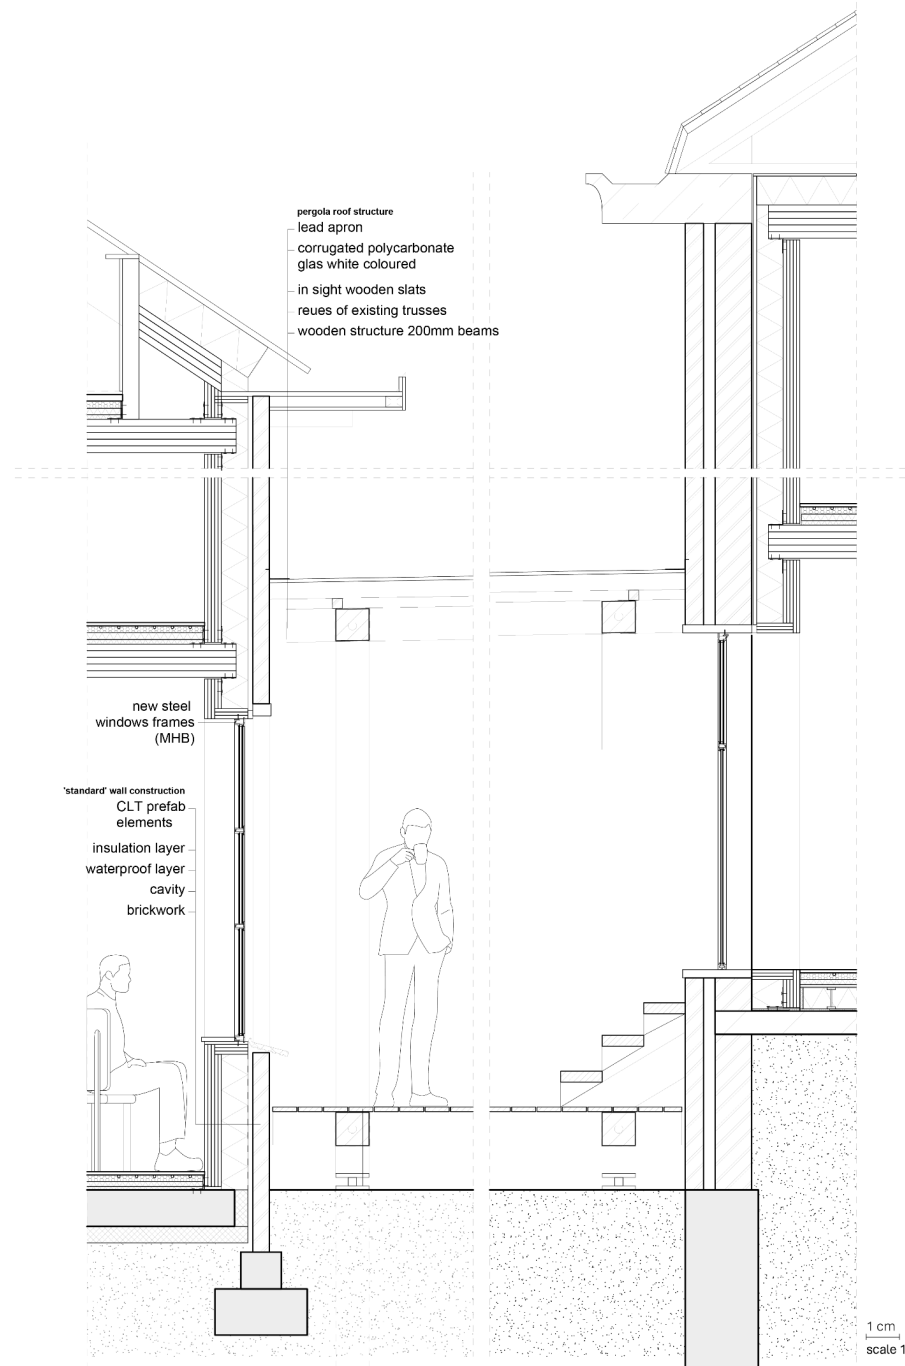 pergola roof structure
lead apron
corrugated polycarbonate
glas white coloured
in sight wooden slats
reues of existing trusses
wooden structure 200mm beams
new steel
windows frames
(MHB)
'standard' wall construction
CLT prefab
elements
insulation layer
waterproof layer
cavity
brickwork
1 cm
scale 1